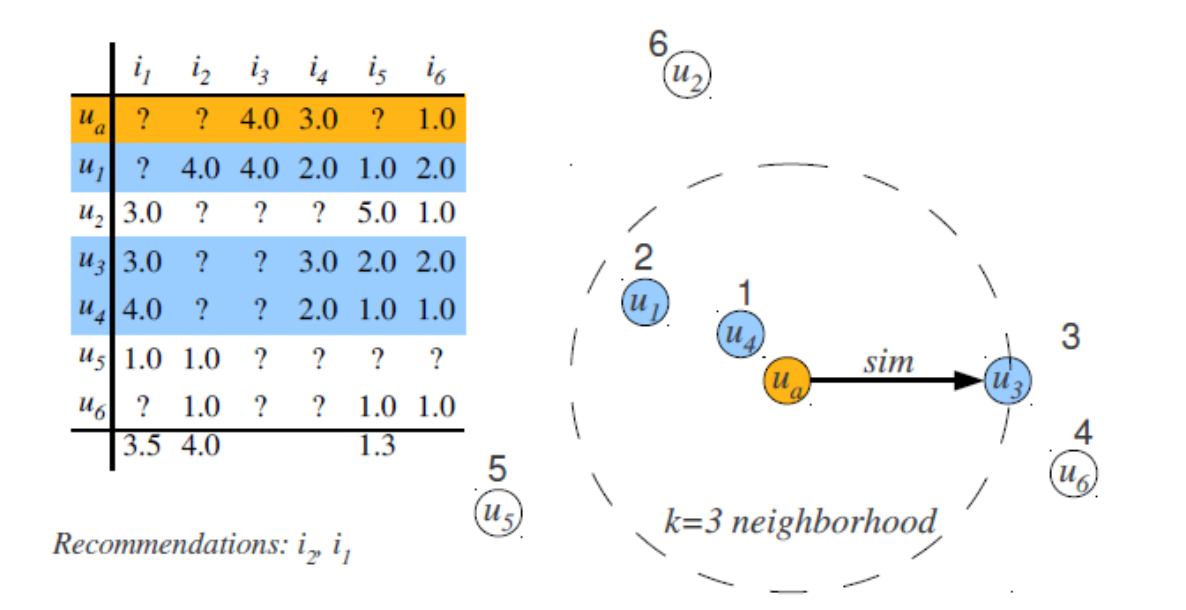 i1 i2 i3 i4 i5 i6
ua ? ? 4.0 3.0 ? 1.0
u1 ? 4.0 4.0 2.0 1.0 2.0
u2 3.0 ? ? ? 5.0 1.0
u3 3.0 ? ? 3.0 2.0 2.0
u4 4.0 ? ? 2.0 1.0 1.0
u5 1.0 1.0 ? ? ? ?
u6 ? 1.0 ? ? 1.0 1.0
3.5 4.0 1.3
Recommendations: i2, i1
6
u2
2
u1
1
u4
ua
sim
3
u3
4
u6
5
u5
k=3 neighborhood